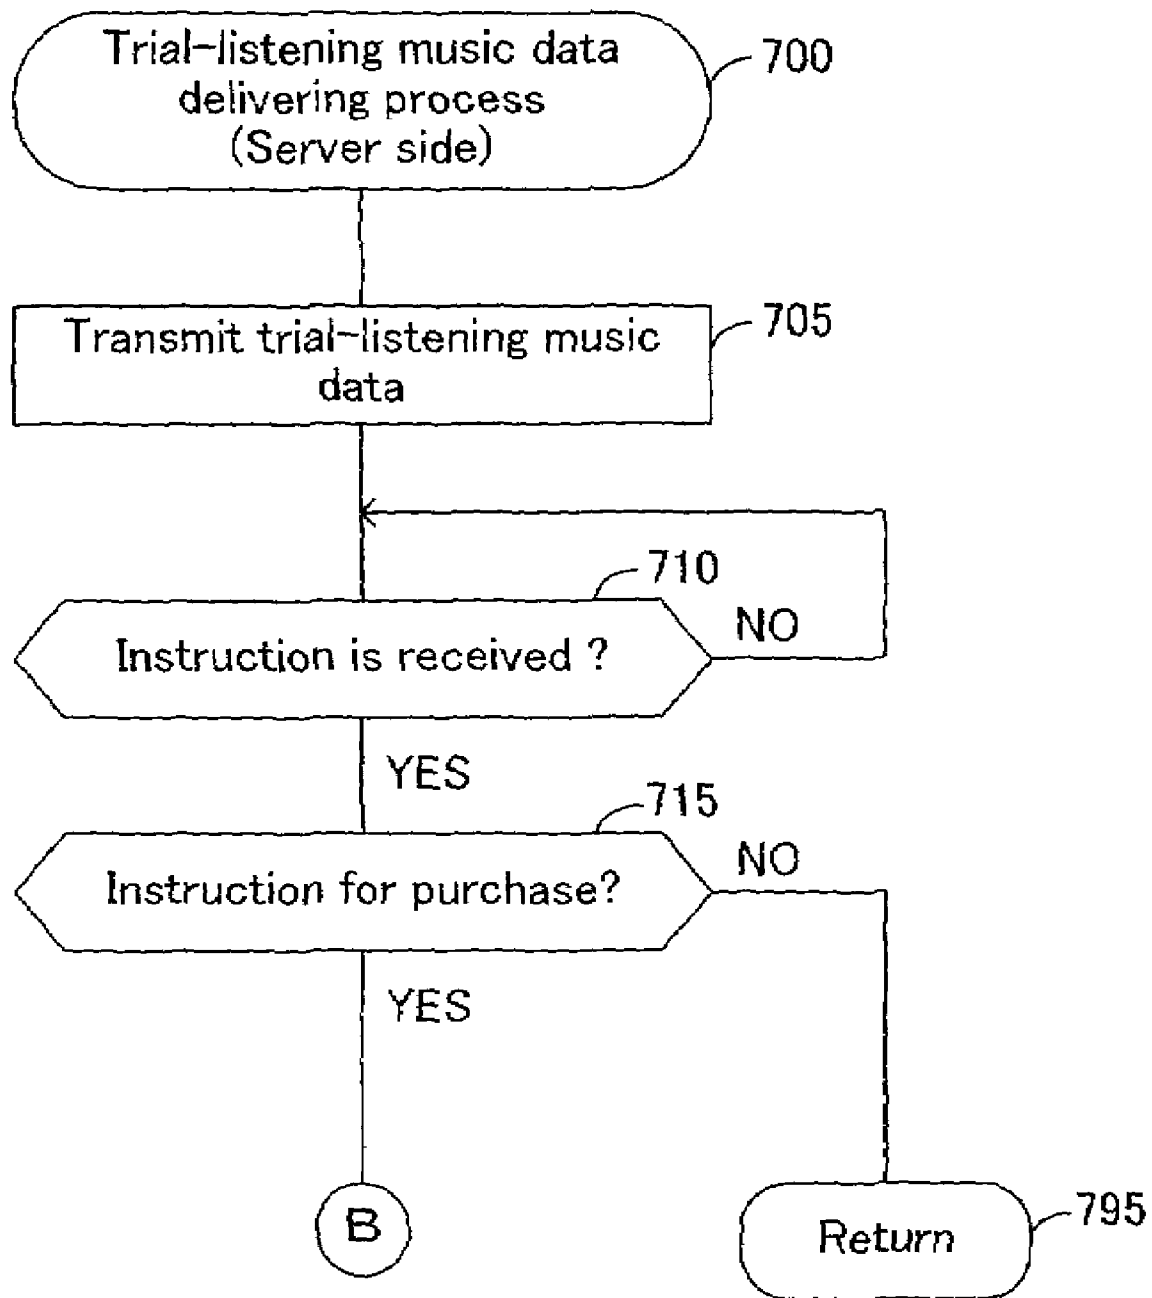 Trial-listening music data
delivering process
(Server side)
700
Transmit trial-listening music
data
705
710
Instruction is received ?
NO
YES
715
Instruction for purchase?
NO
YES
B
Return
795